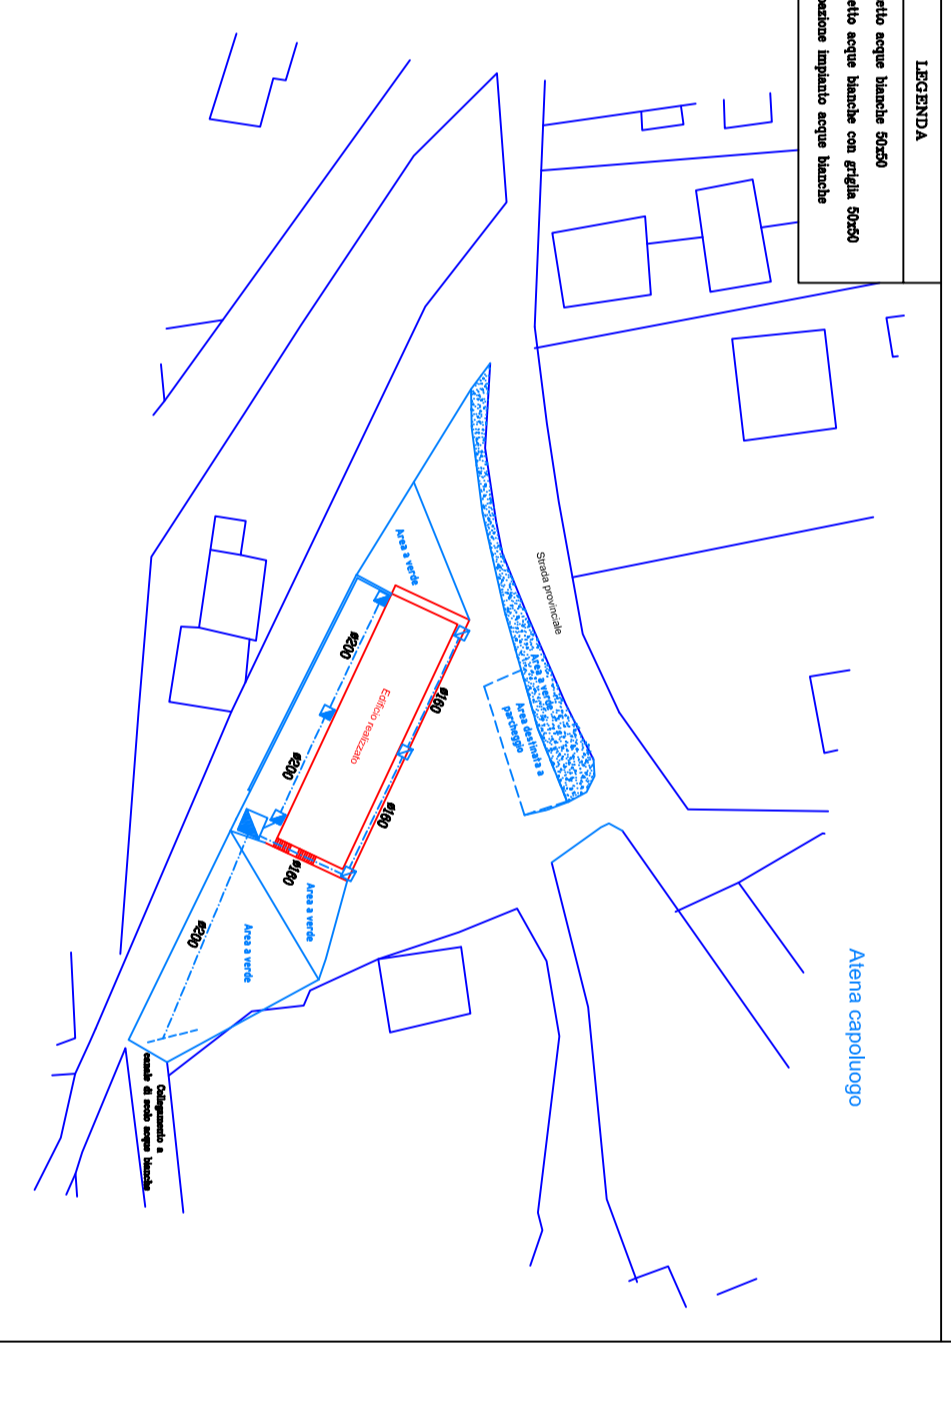 LEGENDA
etto acque bianche 50x50
etto acque bianche con griglia 50x50
azione impianto acque bianche
Strada provinciale
Area a verde
Area destinata a
parcheggio
Area a verde
Ø200
Ø160
Edificio realizzato
Ø200
Ø160
Ø160
Area a verde
Area a verde
Ø200
Atena capoluogo
Collegamento a
canale di scolo acque bianche